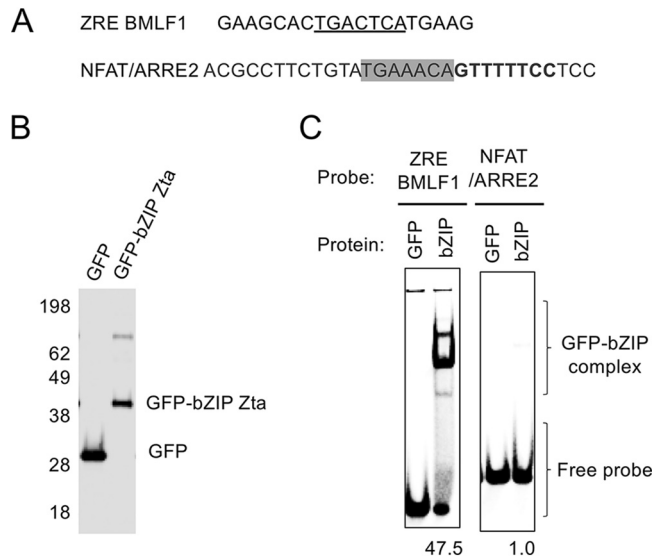 A
ZRE BMLF1 GAAGCACTGACTCATGAAG
NFAT/ARRE2 ACGCCTTCTGTATGAAACAGTTTTTCCTCC
B
GFP
GFP-bZIP Zta
198
62
49
38
28
18
GFP-bZIP Zta
GFP
C
Probe:
ZRE
BMLF1
NFAT
/ARRE2
Protein:
GFP
bZIP
GFP
bZIP
GFP-bZIP
complex
Free probe
47.5
1.0